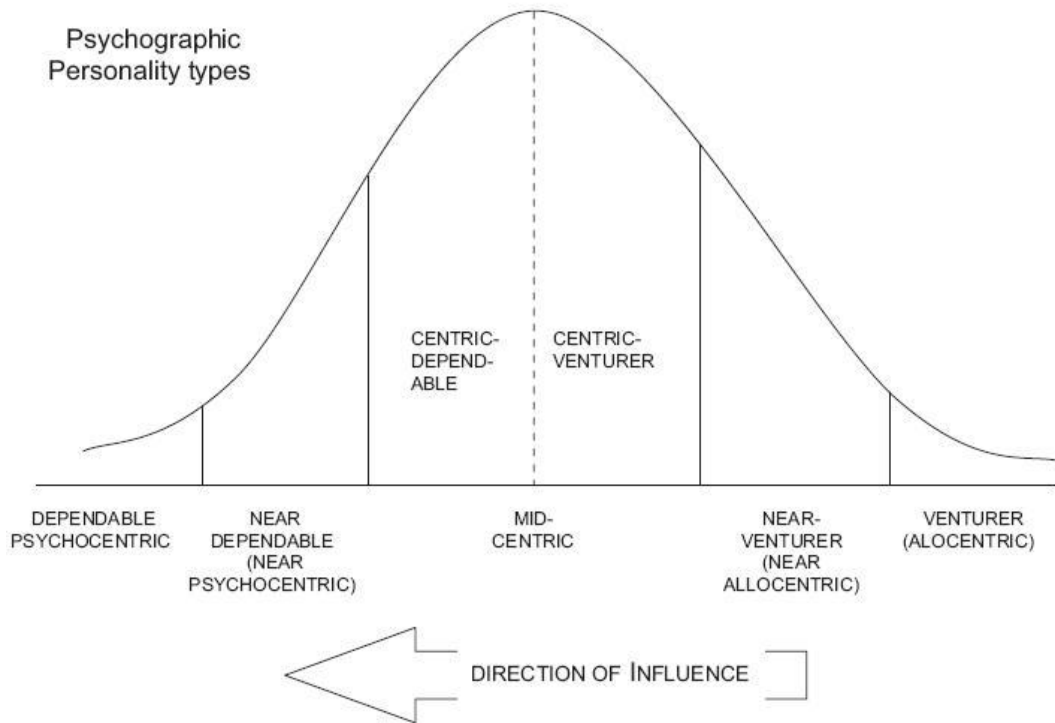 Psychographic
Personality types
CENTRIC-
DEPEND-
ABLE
CENTRIC-
VENTURER
DEPENDABLE
PSYCHOCENTRIC
NEAR
DEPENDABLE
(NEAR
PSYCHOCENTRIC)
MID-
CENTRIC
NEAR-
VENTURER
(NEAR
ALLOCENTRIC)
VENTURER
(ALOCENTRIC)
DIRECTION OF INFLUENCE